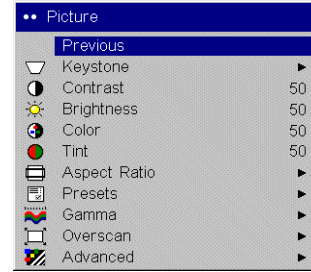 •• Picture
Previous
Keystone
Contrast 50
Brightness 50
Color 50
Tint 50
Aspect Ratio
Presets
Gamma
Overscan
Advanced